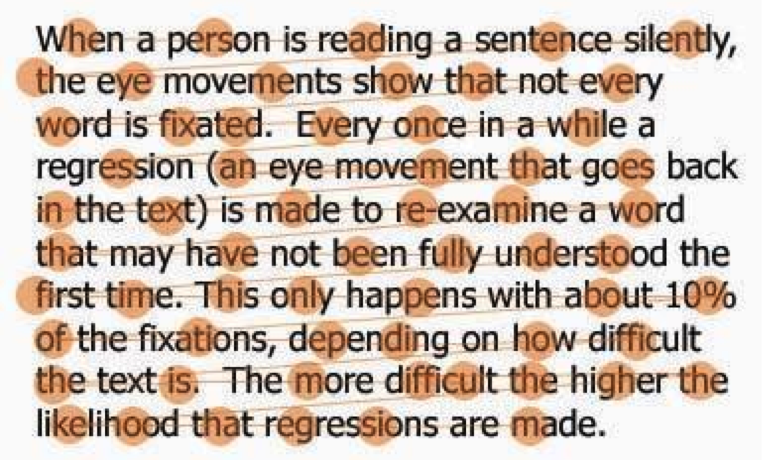 When a person is reading a sentence silently,
the eye movements show that not every
word is fixated.  Every once in a while a
regression (an eye movement that goes back
in the text) is made to re-examine a word
that may have not been fully understood the
first time. This only happens with about 10%
of the fixations, depending on how difficult
the text is.  The more difficult the higher the
likelihood that regressions are made.